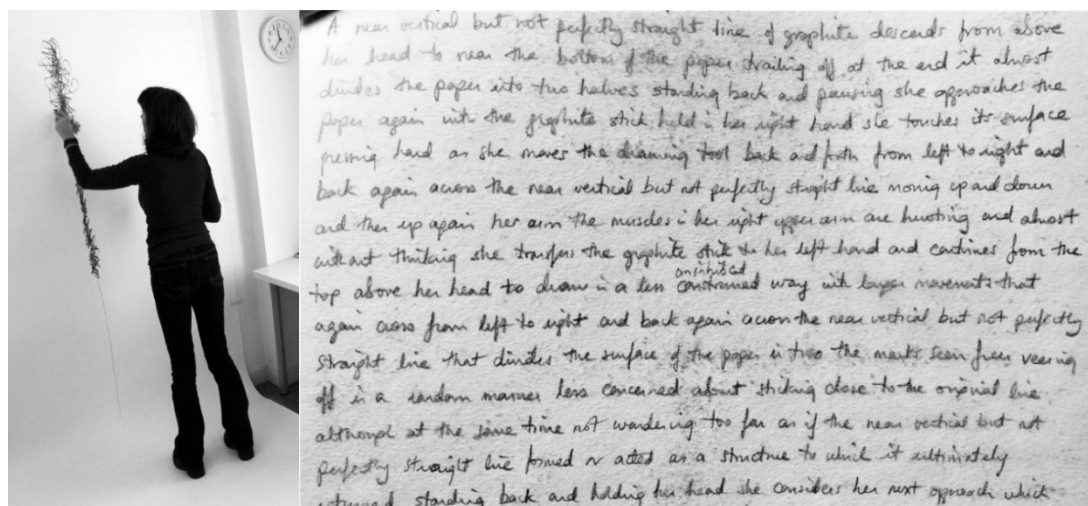 A near vertical but not perfectly straight line of graphite descends from above
her head to near the bottom of the paper trailing off at the end it almost
divides the paper into two halves standing back and pausing she approaches the
paper again with the graphite stick held in her right hand she touches its surface
pressing hard as she moves the drawing tool back and forth from left to right and
back again across the near vertical but not perfectly straight line moving up and down
and then up again her arm the muscles in her right upper arm are hurting and almost
without thinking she transfers the graphite stick to her left hand and continues from the
uninhibited
top above her head to draw in a less constrained way with larger movements that
again cross from left to right and back again across the near vertical but not perfectly
straight line that divides the surface of the paper in two the marks seem freer veering
off in a random manner less concerned about sticking close to the original line
although at the same time not wandering too far as if the near vertical but not
perfectly straight line formed or acted as a structure to which it ultimately
returned standing back and holding her head she considers her next approach which